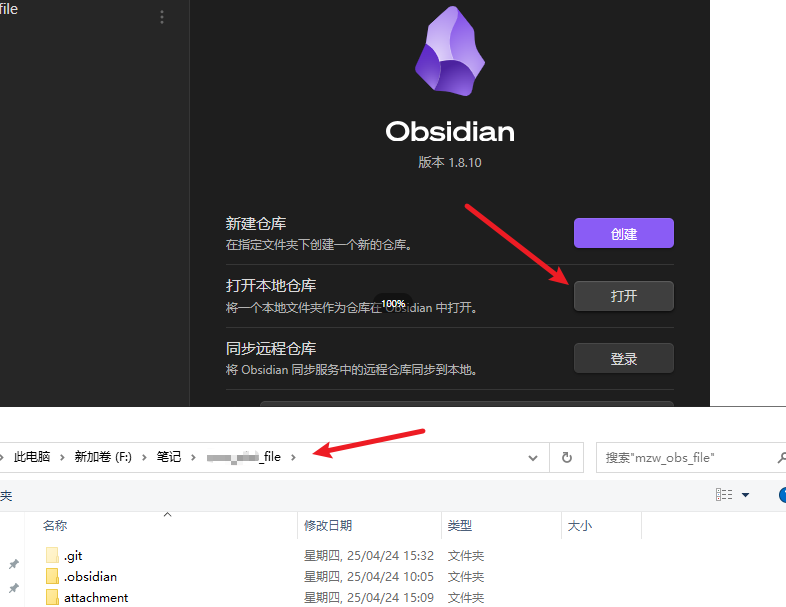 file
Obsidian
版本 1.8.10
新建仓库
在指定文件夹下创建一个新的仓库。
创建
打开本地仓库
将一个本地文件夹作为仓库在 Obsidian 中打开。
100%
打开
同步远程仓库
将 Obsidian 同步服务中的远程仓库同步到本地。
登录
此电脑 › 新加卷 (F:) › 笔记 › _file ›
搜索"mzw_obs_file"
夹
名称 修改日期 类型 大小
.git 星期四, 25/04/24 15:32 文件夹
.obsidian 星期四, 25/04/24 10:05 文件夹
attachment 星期四, 25/04/24 15:09 文件夹